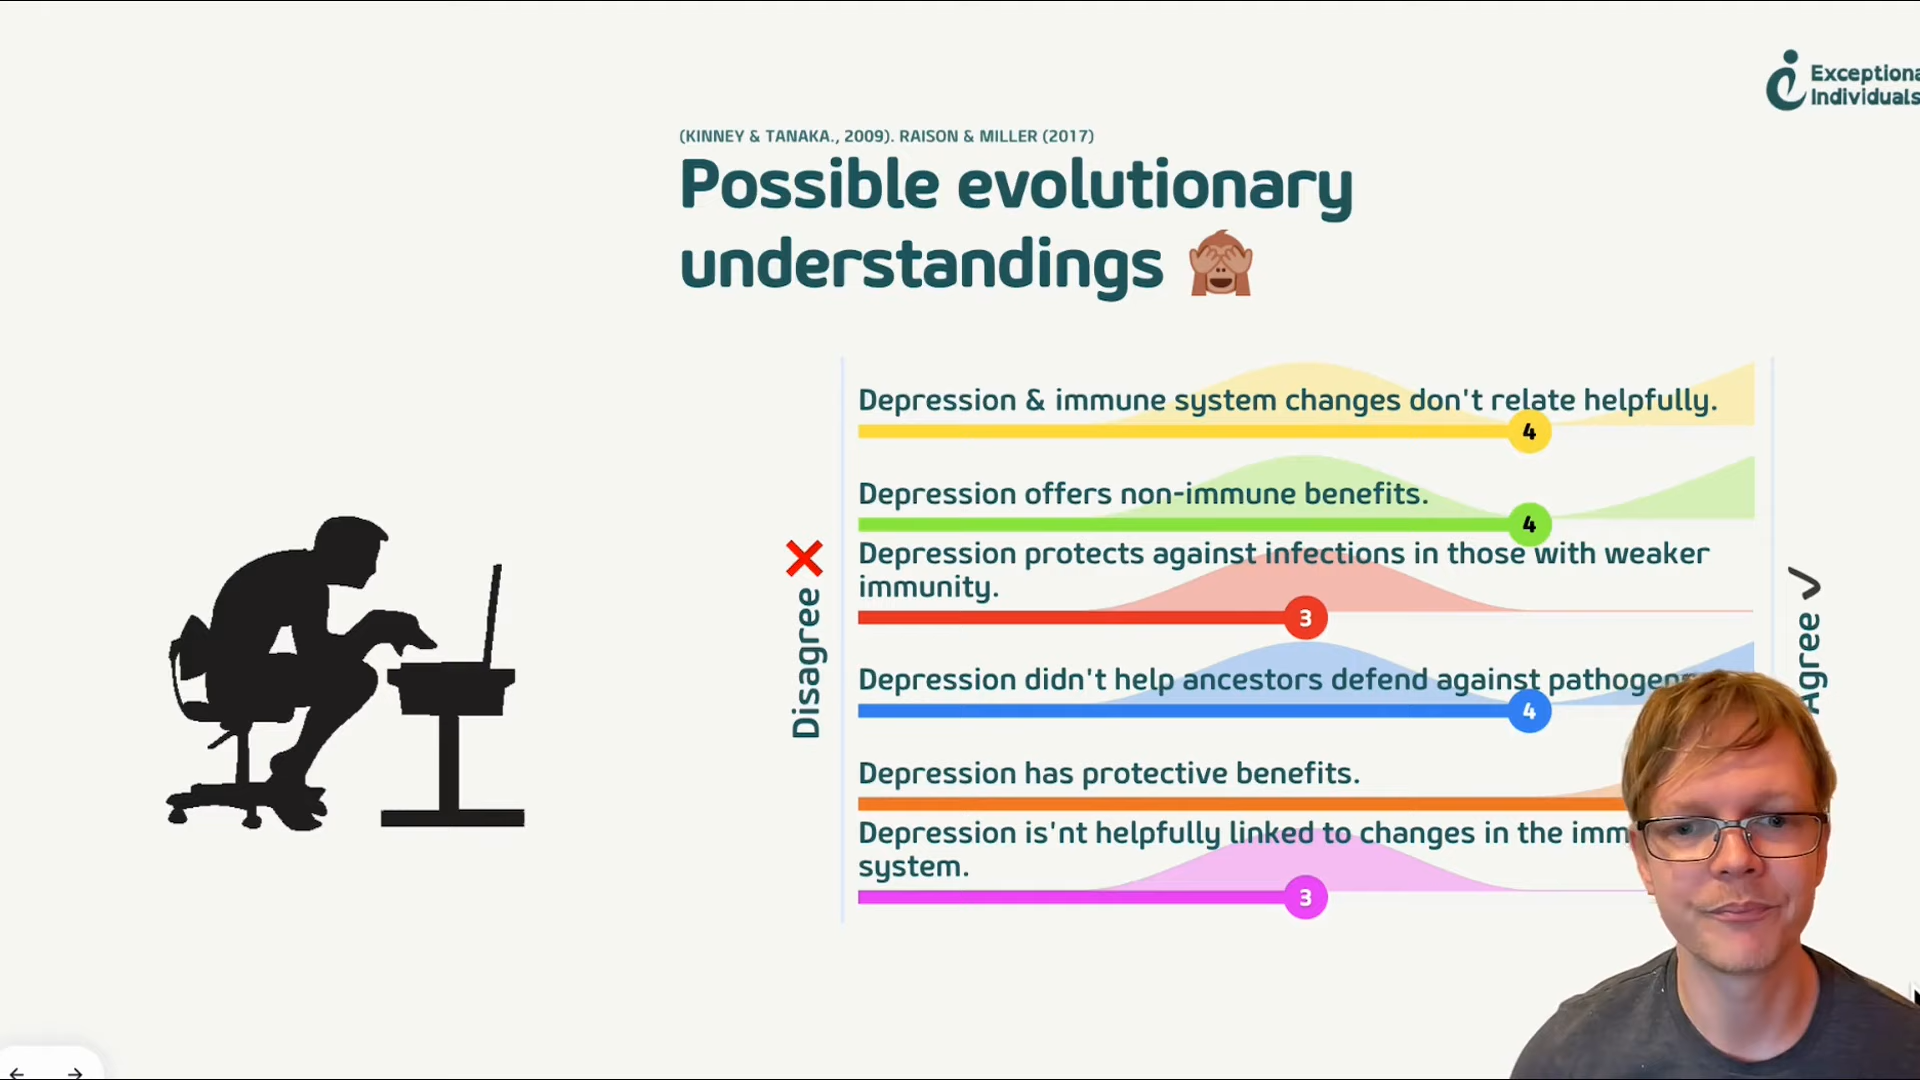 Exceptiona
Individuals
(KINNEY & TANAKA., 2009). RAISON & MILLER (2017)
Possible evolutionary
understandings
Disagree
Depression & immune system changes don't relate helpfully.
4
Depression offers non-immune benefits.
4
Depression protects against infections in those with weaker
immunity.
3
Depression didn't help ancestors defend against pathogens
4
Depression has protective benefits.
Depression is'nt helpfully linked to changes in the imm
system.
3
Agree